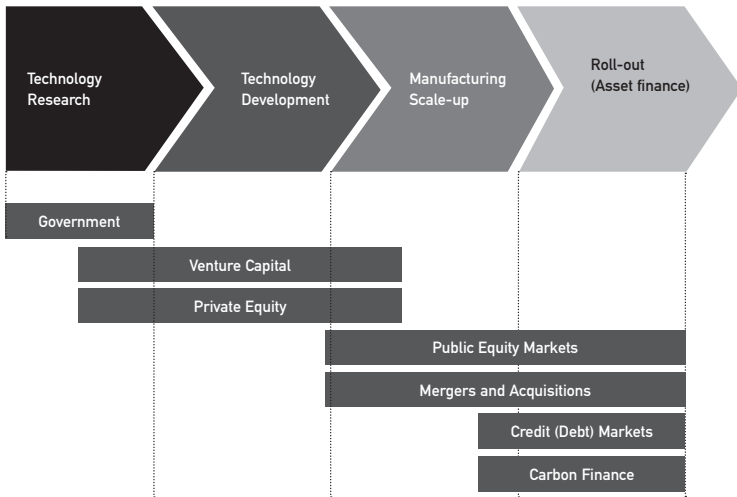 Technology
Research
Technology
Development
Manufacturing
Scale-up
Roll-out
(Asset finance)
Government
Venture Capital
Private Equity
Public Equity Markets
Mergers and Acquisitions
Credit (Debt) Markets
Carbon Finance